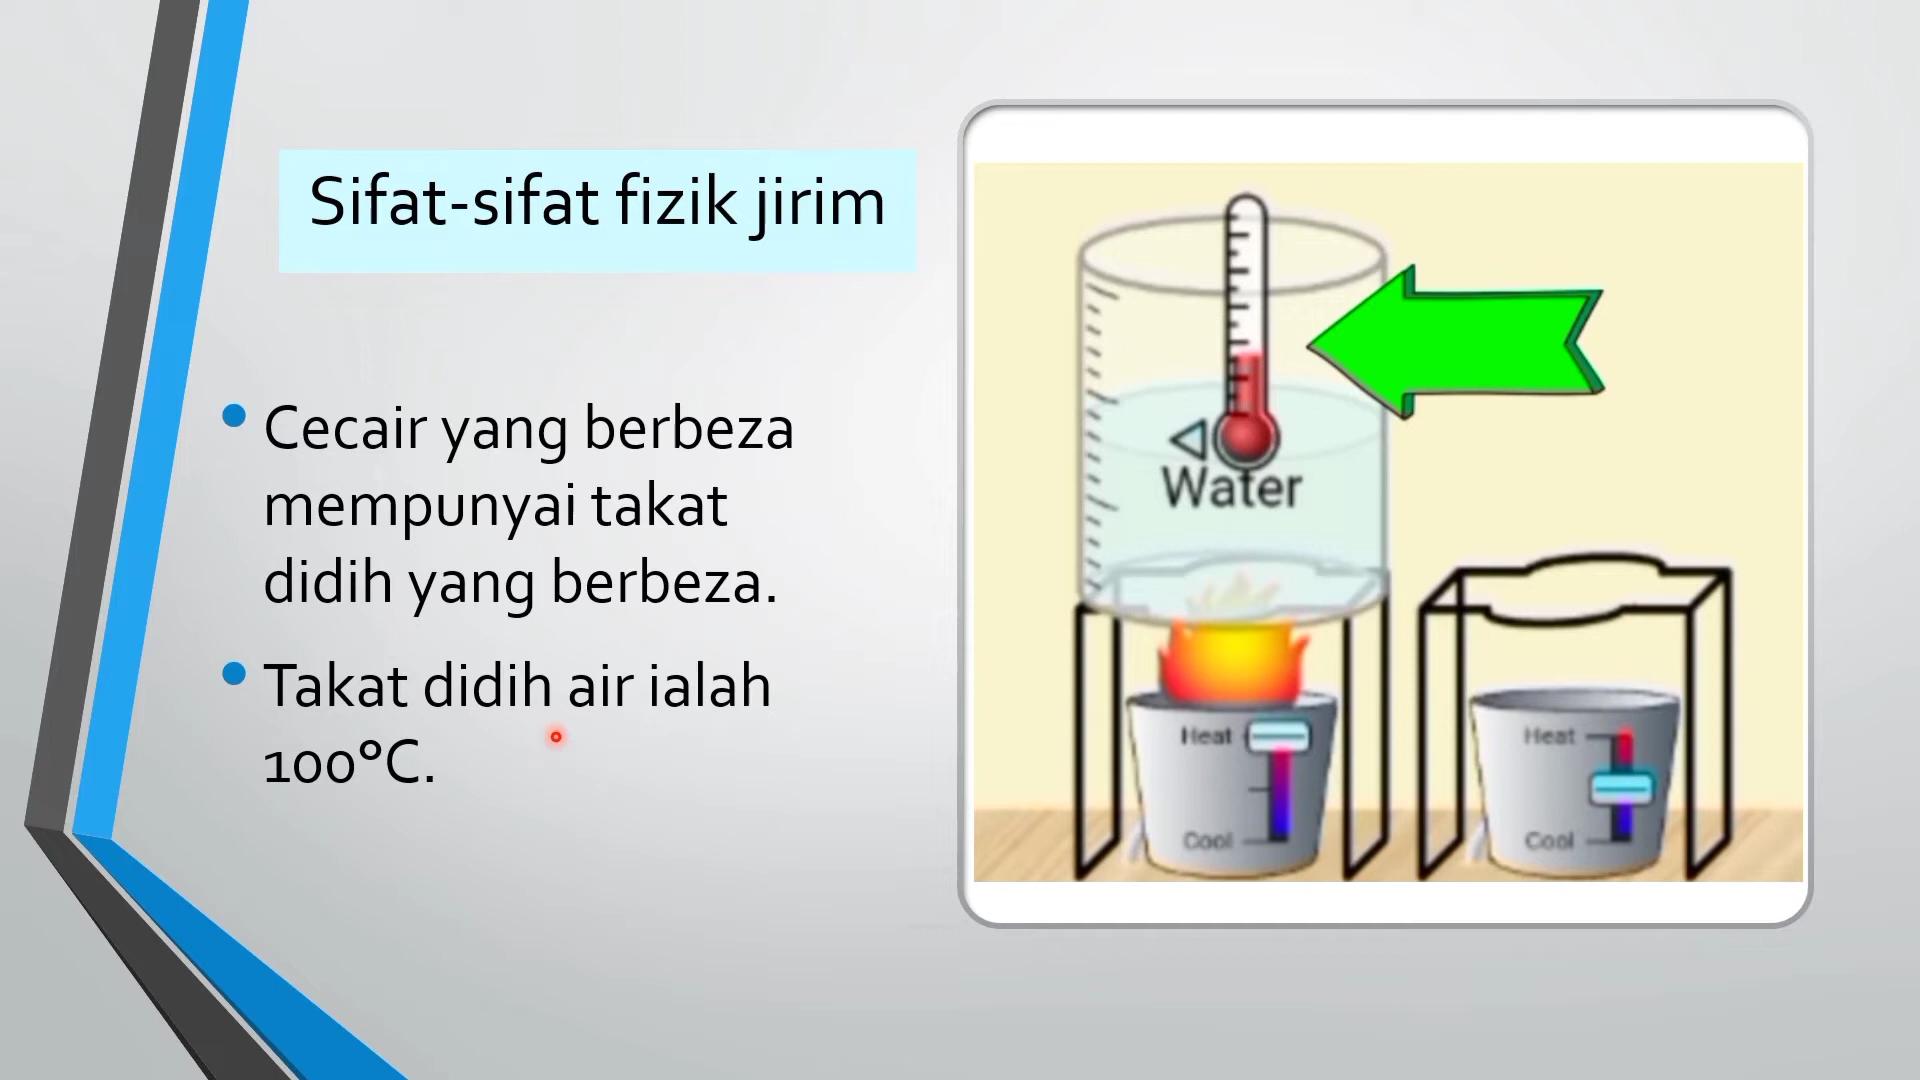 Sifat-sifat fizik jirim
Cecair yang berbeza
mempunyai takat
didih yang berbeza.
Takat didih air ialah
100°C.
Water
Heat
Cool
Heat
Cool